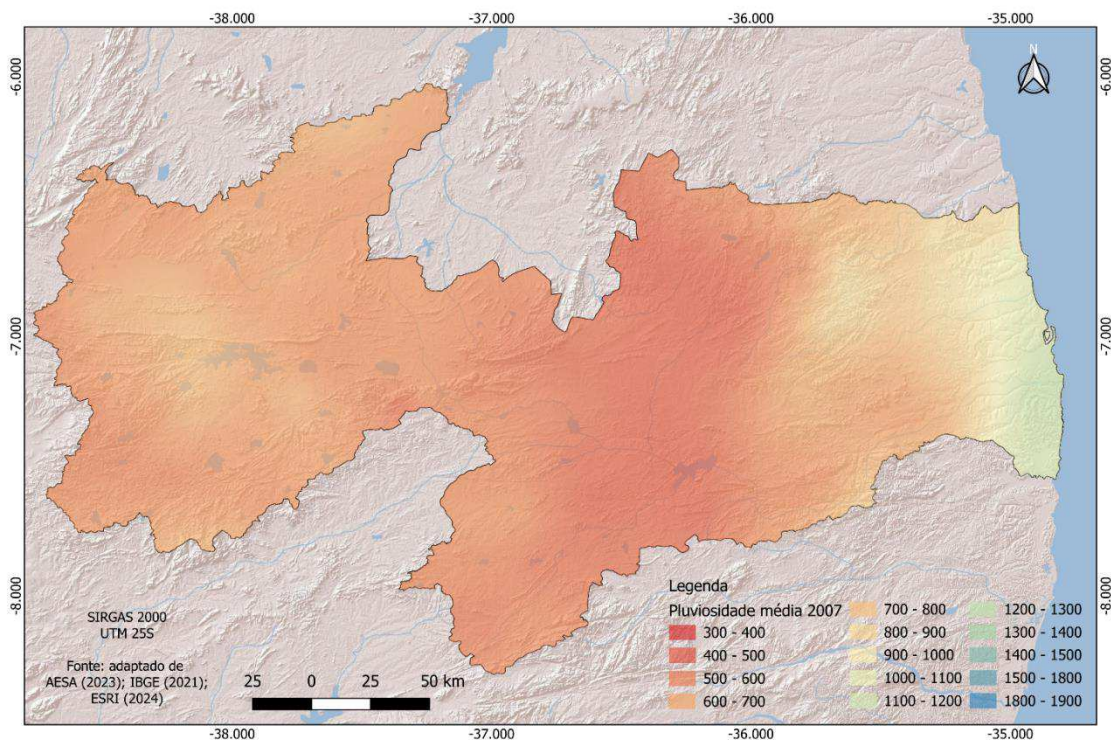 -38.000
-37.000
-36.000
-35.000
N
-6.000
-6.000
-7.000
-7.000
-8.000
-8.000
Legenda
Pluviosidade média 2007
300 - 400
400 - 500
500 - 600
600 - 700
700 - 800
800 - 900
900 - 1000
1000 - 1100
1100 - 1200
1200 - 1300
1300 - 1400
1400 - 1500
1500 - 1800
1800 - 1900
SIRGAS 2000
UTM 25S
Fonte: adaptado de
AESA (2023); IBGE (2021);
ESRI (2024)
25 0 25 50 km
-38.000
-37.000
-36.000
-35.000